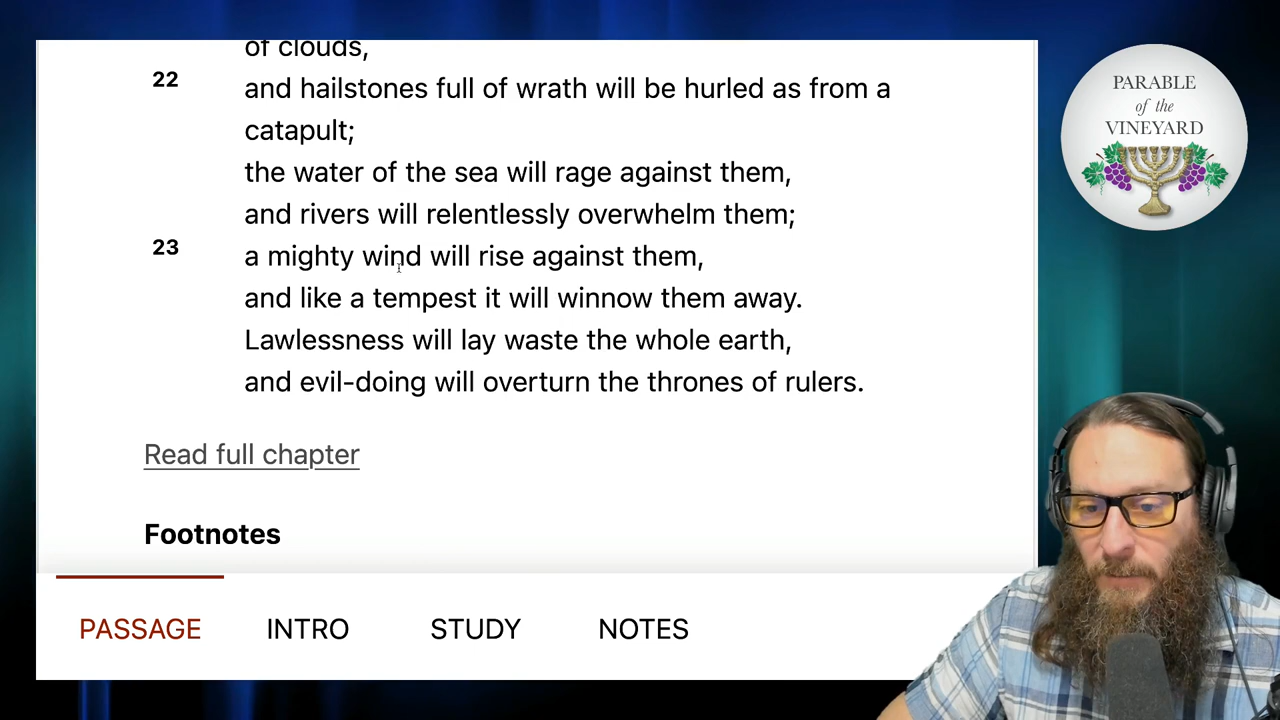 of clouds,
22
and hailstones full of wrath will be hurled as from a
catapult;
the water of the sea will rage against them,
and rivers will relentlessly overwhelm them;
23
a mighty wind will rise against them,
and like a tempest it will winnow them away.
Lawlessness will lay waste the whole earth,
and evil-doing will overturn the thrones of rulers.
Read full chapter
Footnotes
PASSAGE INTRO STUDY NOTES
PARABLE
of the
VINEYARD